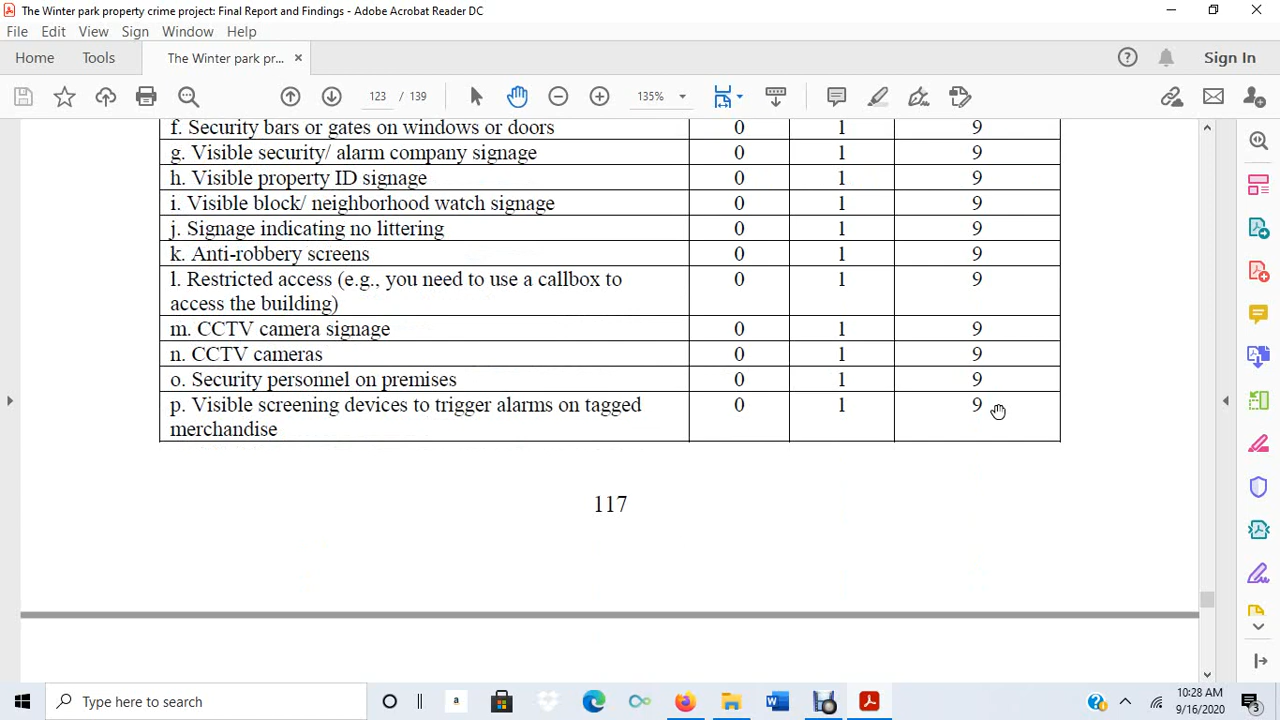 The Winter park property crime project: Final Report and Findings - Adobe Acrobat Reader DC
File Edit View Sign Window Help
Home Tools The Winter park pr... × Sign In
123 / 139 135%
f. Security bars or gates on windows or doors 0 1 9
g. Visible security/ alarm company signage 0 1 9
h. Visible property ID signage 0 1 9
i. Visible block/ neighborhood watch signage 0 1 9
j. Signage indicating no littering 0 1 9
k. Anti-robbery screens 0 1 9
l. Restricted access (e.g., you need to use a callbox to 0 1 9
access the building)
m. CCTV camera signage 0 1 9
n. CCTV cameras 0 1 9
o. Security personnel on premises 0 1 9
p. Visible screening devices to trigger alarms on tagged 0 1 9
merchandise
117
Type here to search
10:28 AM
9/16/2020
3